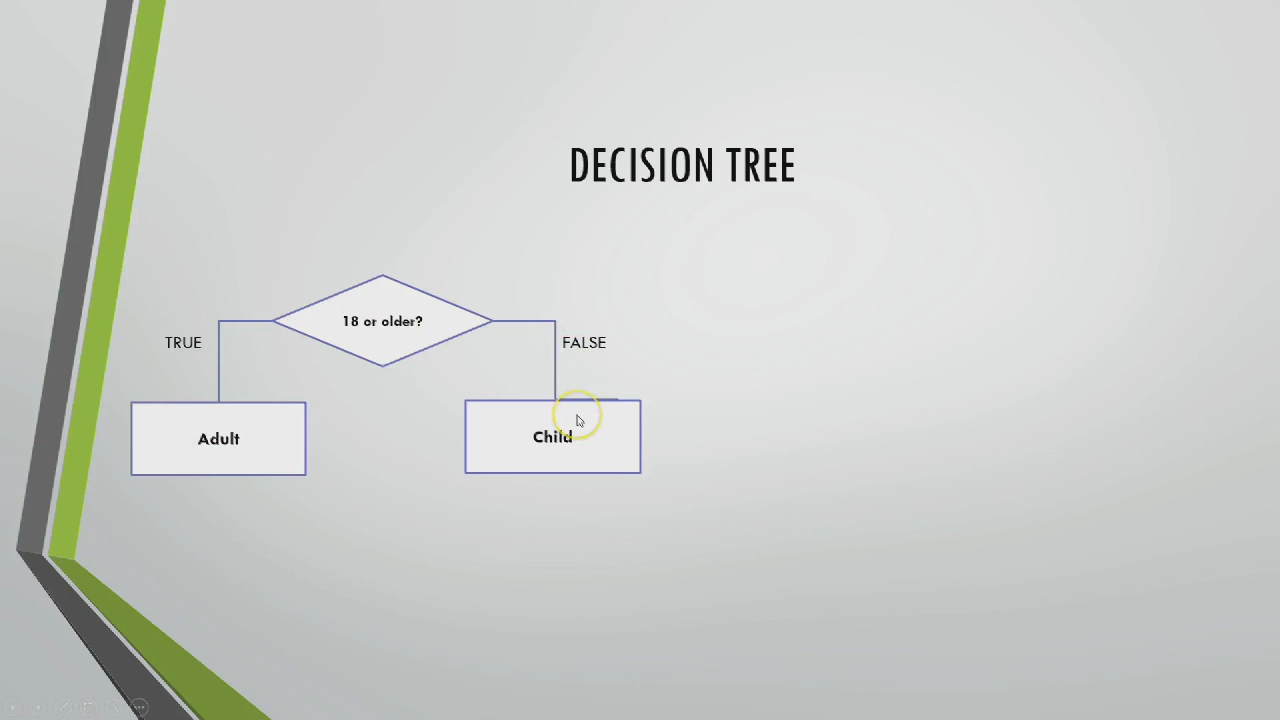 DECISION TREE
18 or older?
TRUE
FALSE
Adult
Child